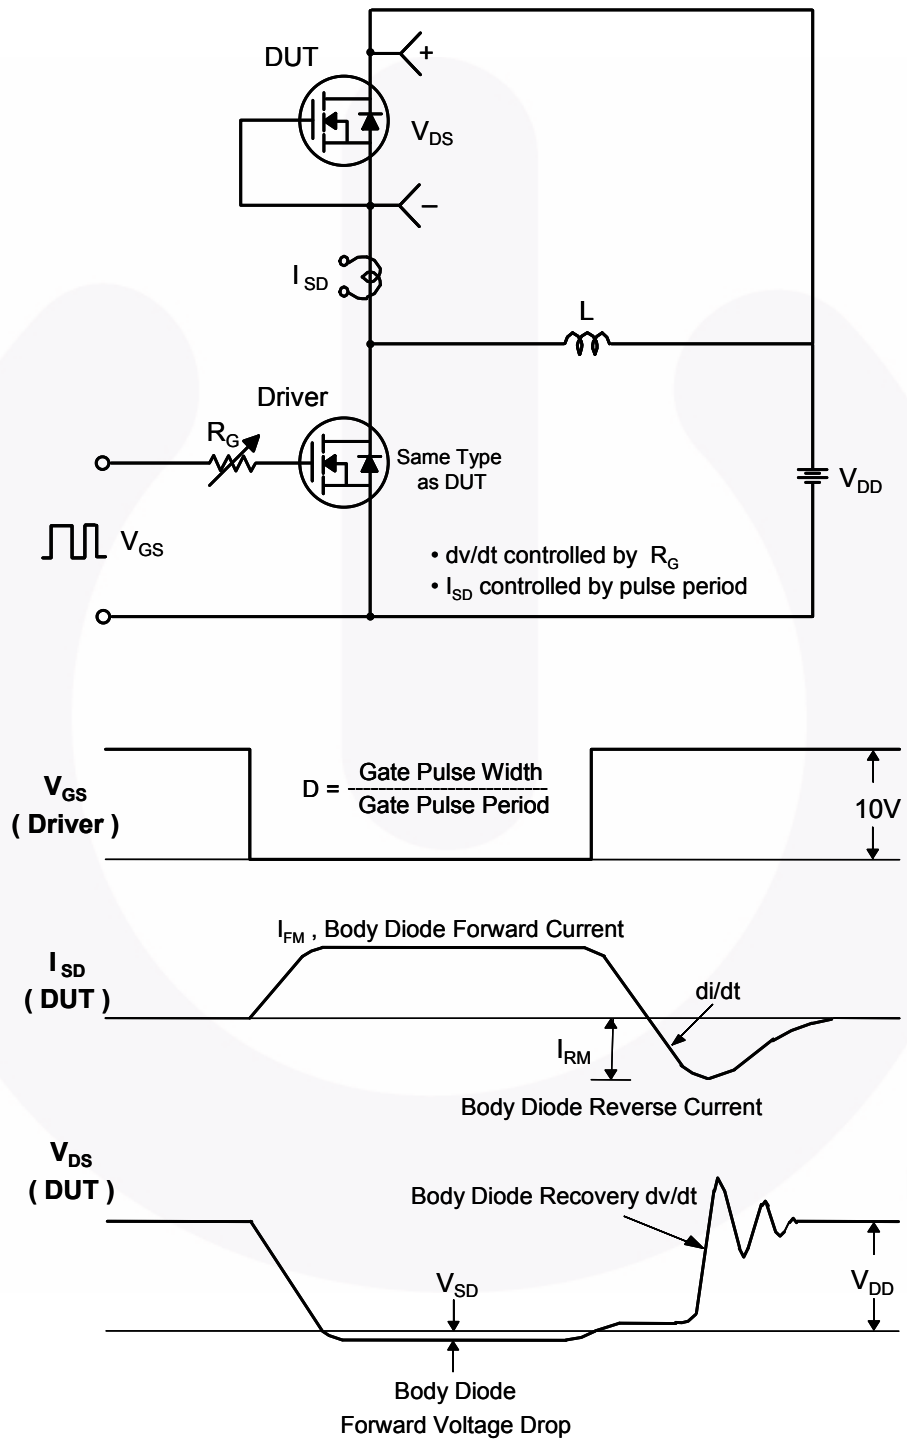 DUT
+
V_DS
–
I_SD
L
Driver
R_G
Same Type
as DUT
V_DD
V_GS
• dv/dt controlled by R_G
• I_SD controlled by pulse period
V_GS
( Driver )
D = Gate Pulse Width
Gate Pulse Period
10V
I_FM , Body Diode Forward Current
I_SD
( DUT )
di/dt
I_RM
Body Diode Reverse Current
V_DS
( DUT )
Body Diode Recovery dv/dt
V_SD
V_DD
Body Diode
Forward Voltage Drop